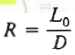 R = L₀ / D